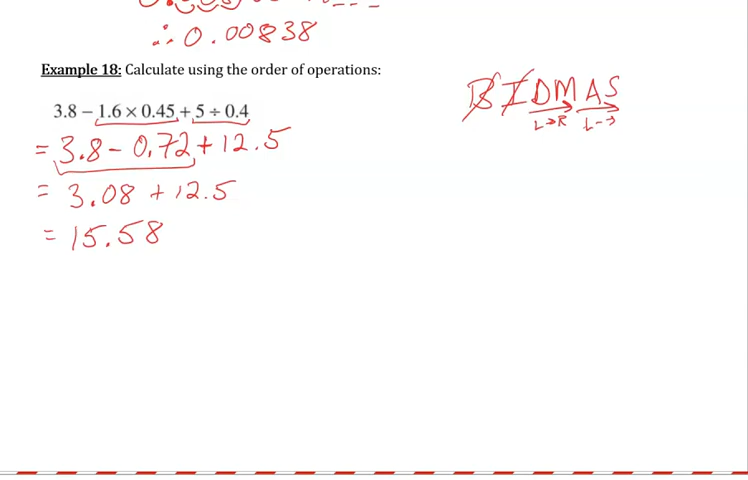 ∴ 0.00838
Example 18: Calculate using the order of operations:
BIDMAS
L→R L→
3.8 – 1.6 × 0.45 + 5 ÷ 0.4
= 3.8 - 0.72 + 12.5
= 3.08 + 12.5
= 15.58